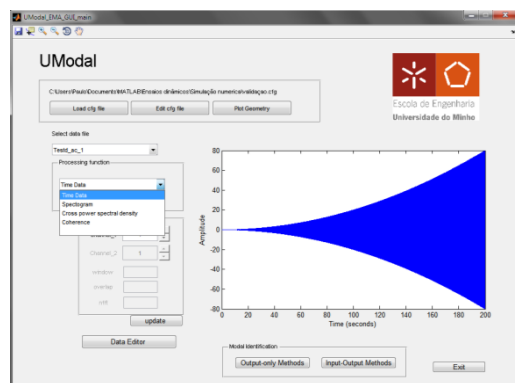 UModal_EMA_GUI_main
UModal
C:\Users\Paulo\Documents\MATLAB\Ensaios dinâmicos\Simulação numerica\validaçao.cfg
Load cfg file
Edit cfg file
Plot Geometry
Escola de Engenharia
Universidade do Minho
Select data file
Testd_ac_1
Processing function
Time Data
Time Data
Spectogram
Cross power spectral density
Coherence
Channel_2
1
window
overlap
nfft
update
Data Editor
80
60
40
20
0
-20
-40
-60
-80
Amplitude
0 20 40 60 80 100 120 140 160 180 200
Time (seconds)
Modal Identification
Output-only Methods
Input-Output Methods
Exit